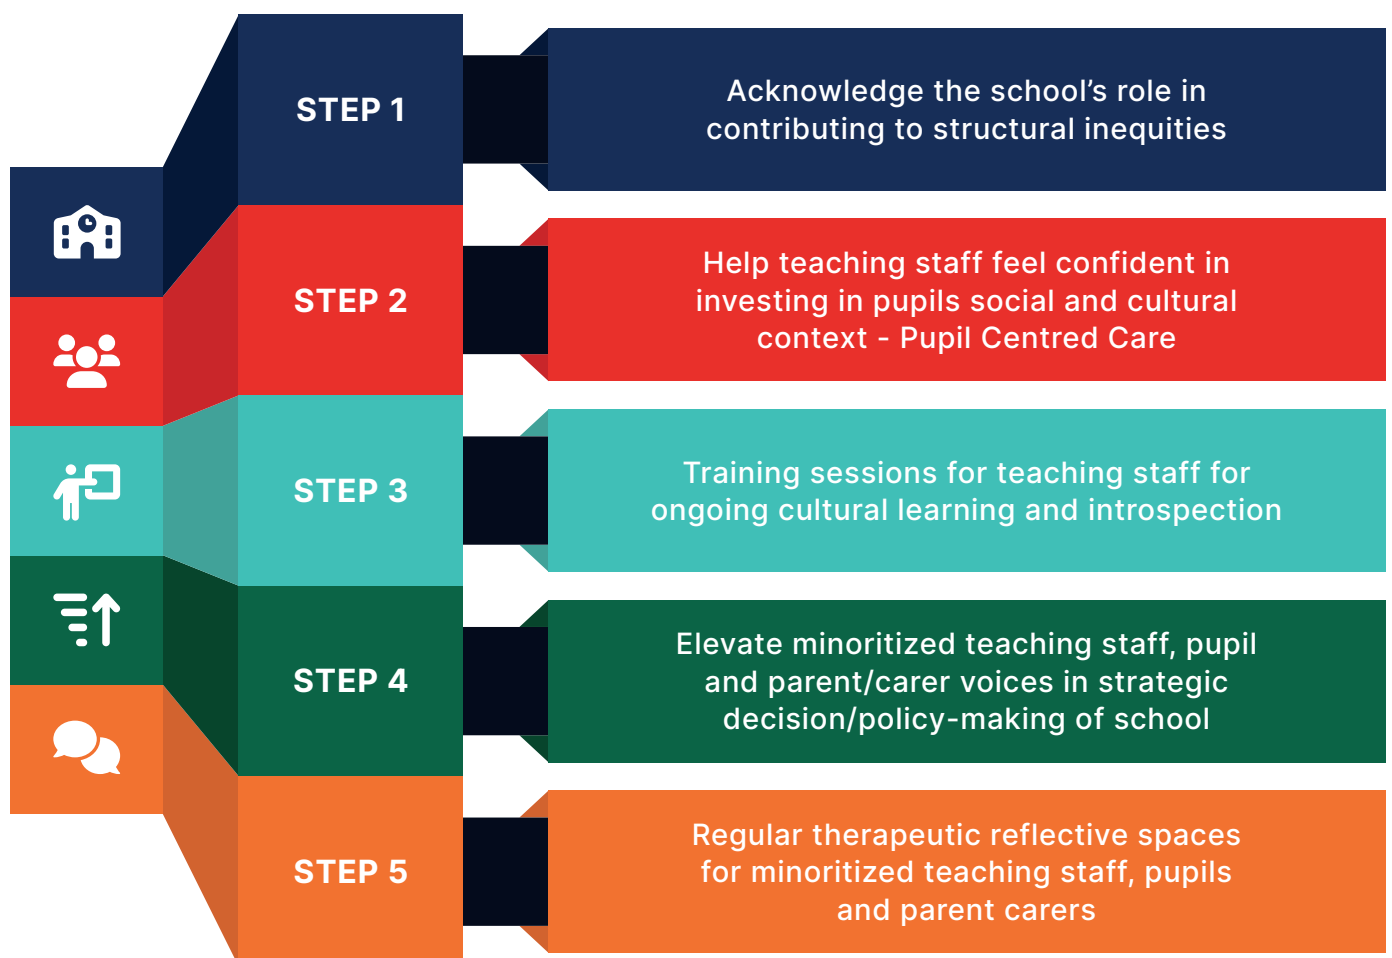 STEP 1
Acknowledge the school’s role in
contributing to structural inequities
STEP 2
Help teaching staff feel confident in
investing in pupils social and cultural
context - Pupil Centred Care
STEP 3
Training sessions for teaching staff for
ongoing cultural learning and introspection
STEP 4
Elevate minoritized teaching staff, pupil
and parent/carer voices in strategic
decision/policy-making of school
STEP 5
Regular therapeutic reflective spaces
for minoritized teaching staff, pupils
and parent carers